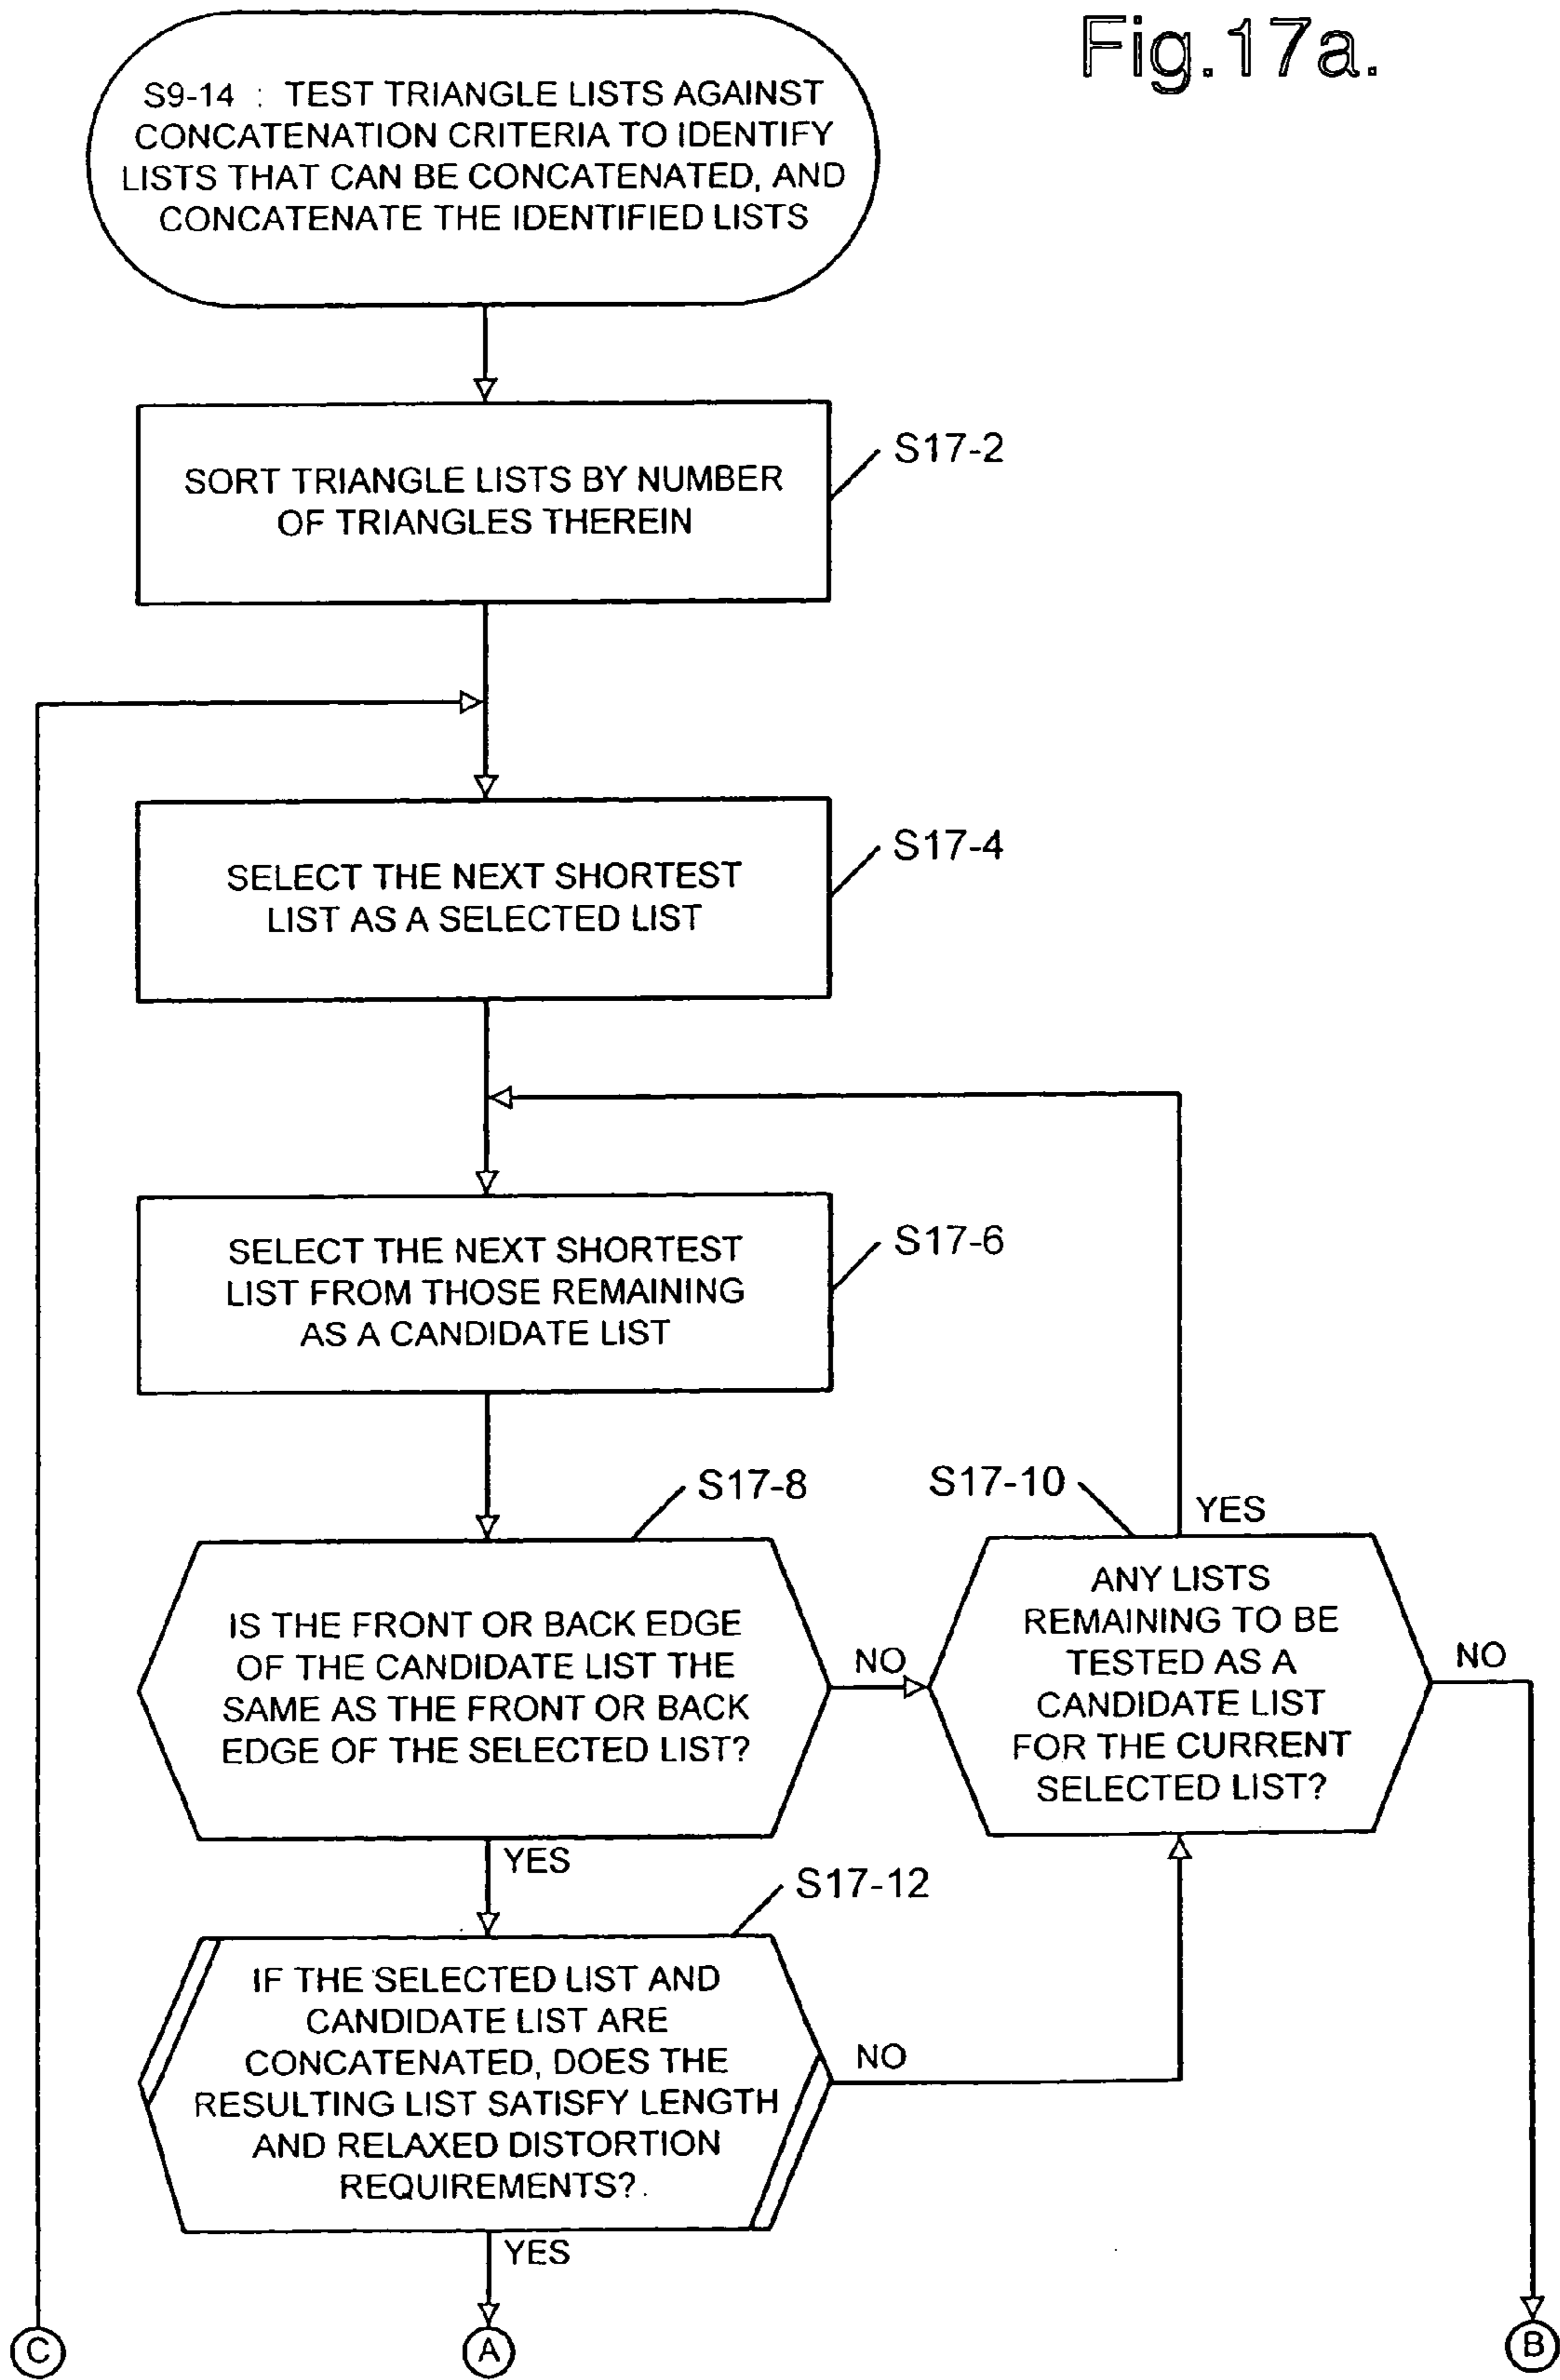 Fig.17a.
S9-14 : TEST TRIANGLE LISTS AGAINST
CONCATENATION CRITERIA TO IDENTIFY
LISTS THAT CAN BE CONCATENATED, AND
CONCATENATE THE IDENTIFIED LISTS
S17-2
SORT TRIANGLE LISTS BY NUMBER
OF TRIANGLES THEREIN
S17-4
SELECT THE NEXT SHORTEST
LIST AS A SELECTED LIST
S17-6
SELECT THE NEXT SHORTEST
LIST FROM THOSE REMAINING
AS A CANDIDATE LIST
S17-8
IS THE FRONT OR BACK EDGE
OF THE CANDIDATE LIST THE
SAME AS THE FRONT OR BACK
EDGE OF THE SELECTED LIST?
NO
YES
S17-10
YES
ANY LISTS
REMAINING TO BE
TESTED AS A
CANDIDATE LIST
FOR THE CURRENT
SELECTED LIST?
NO
S17-12
IF THE SELECTED LIST AND
CANDIDATE LIST ARE
CONCATENATED, DOES THE
RESULTING LIST SATISFY LENGTH
AND RELAXED DISTORTION
REQUIREMENTS?
NO
YES
C
A
B